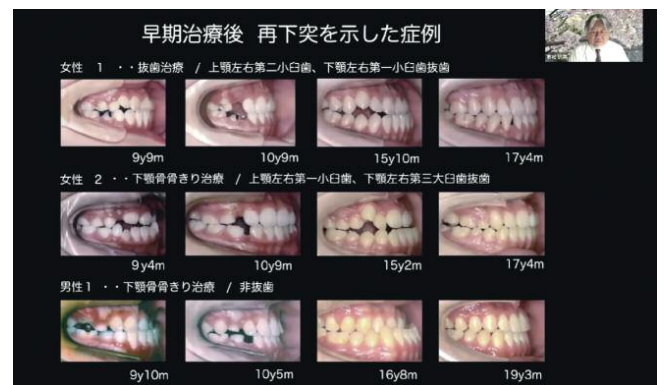 早期治療後 再下突を示した症例
女性 1 ・・抜歯治療 / 上顎左右第二小臼歯、下顎左右第一小臼歯抜歯
9y9m 10y9m 15y10m 17y4m
女性 2 ・・下顎骨骨きり治療 / 上顎左右第一小臼歯、下顎左右第三大臼歯抜歯
9y4m 10y9m 15y2m 17y4m
男性1 ・・下顎骨骨きり治療 / 非抜歯
9y10m 10y5m 16y8m 19y3m